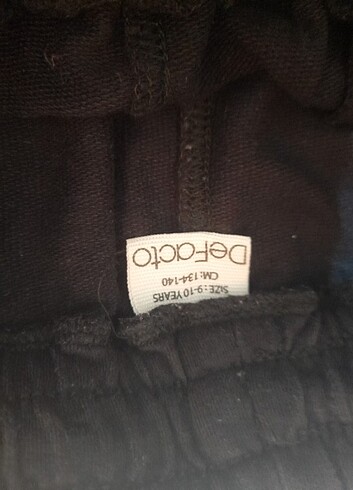 DeFacto
CM: 134-140
SIZE: 9-10 YEARS